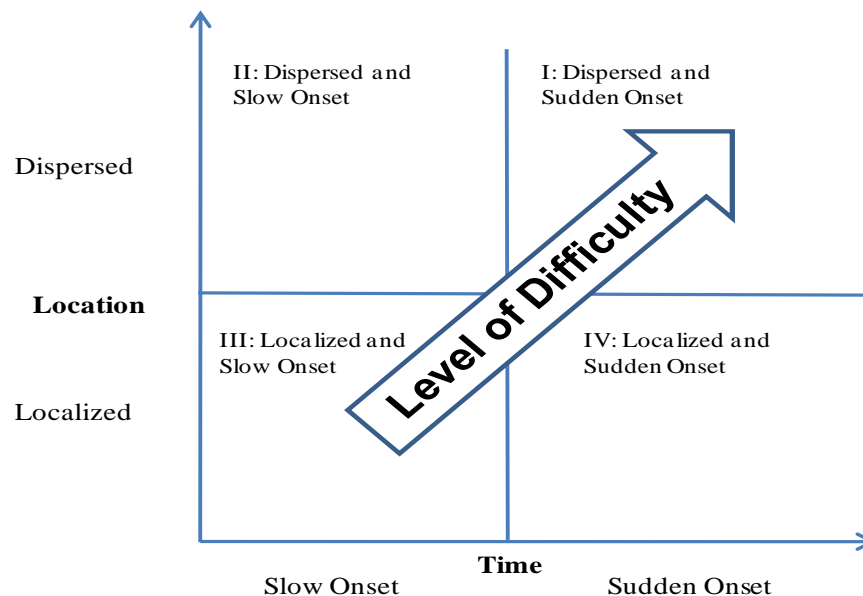 II: Dispersed and
Slow Onset
I: Dispersed and
Sudden Onset
Dispersed
Level of Difficulty
Location
III: Localized and
Slow Onset
IV: Localized and
Sudden Onset
Localized
Time
Slow Onset
Sudden Onset